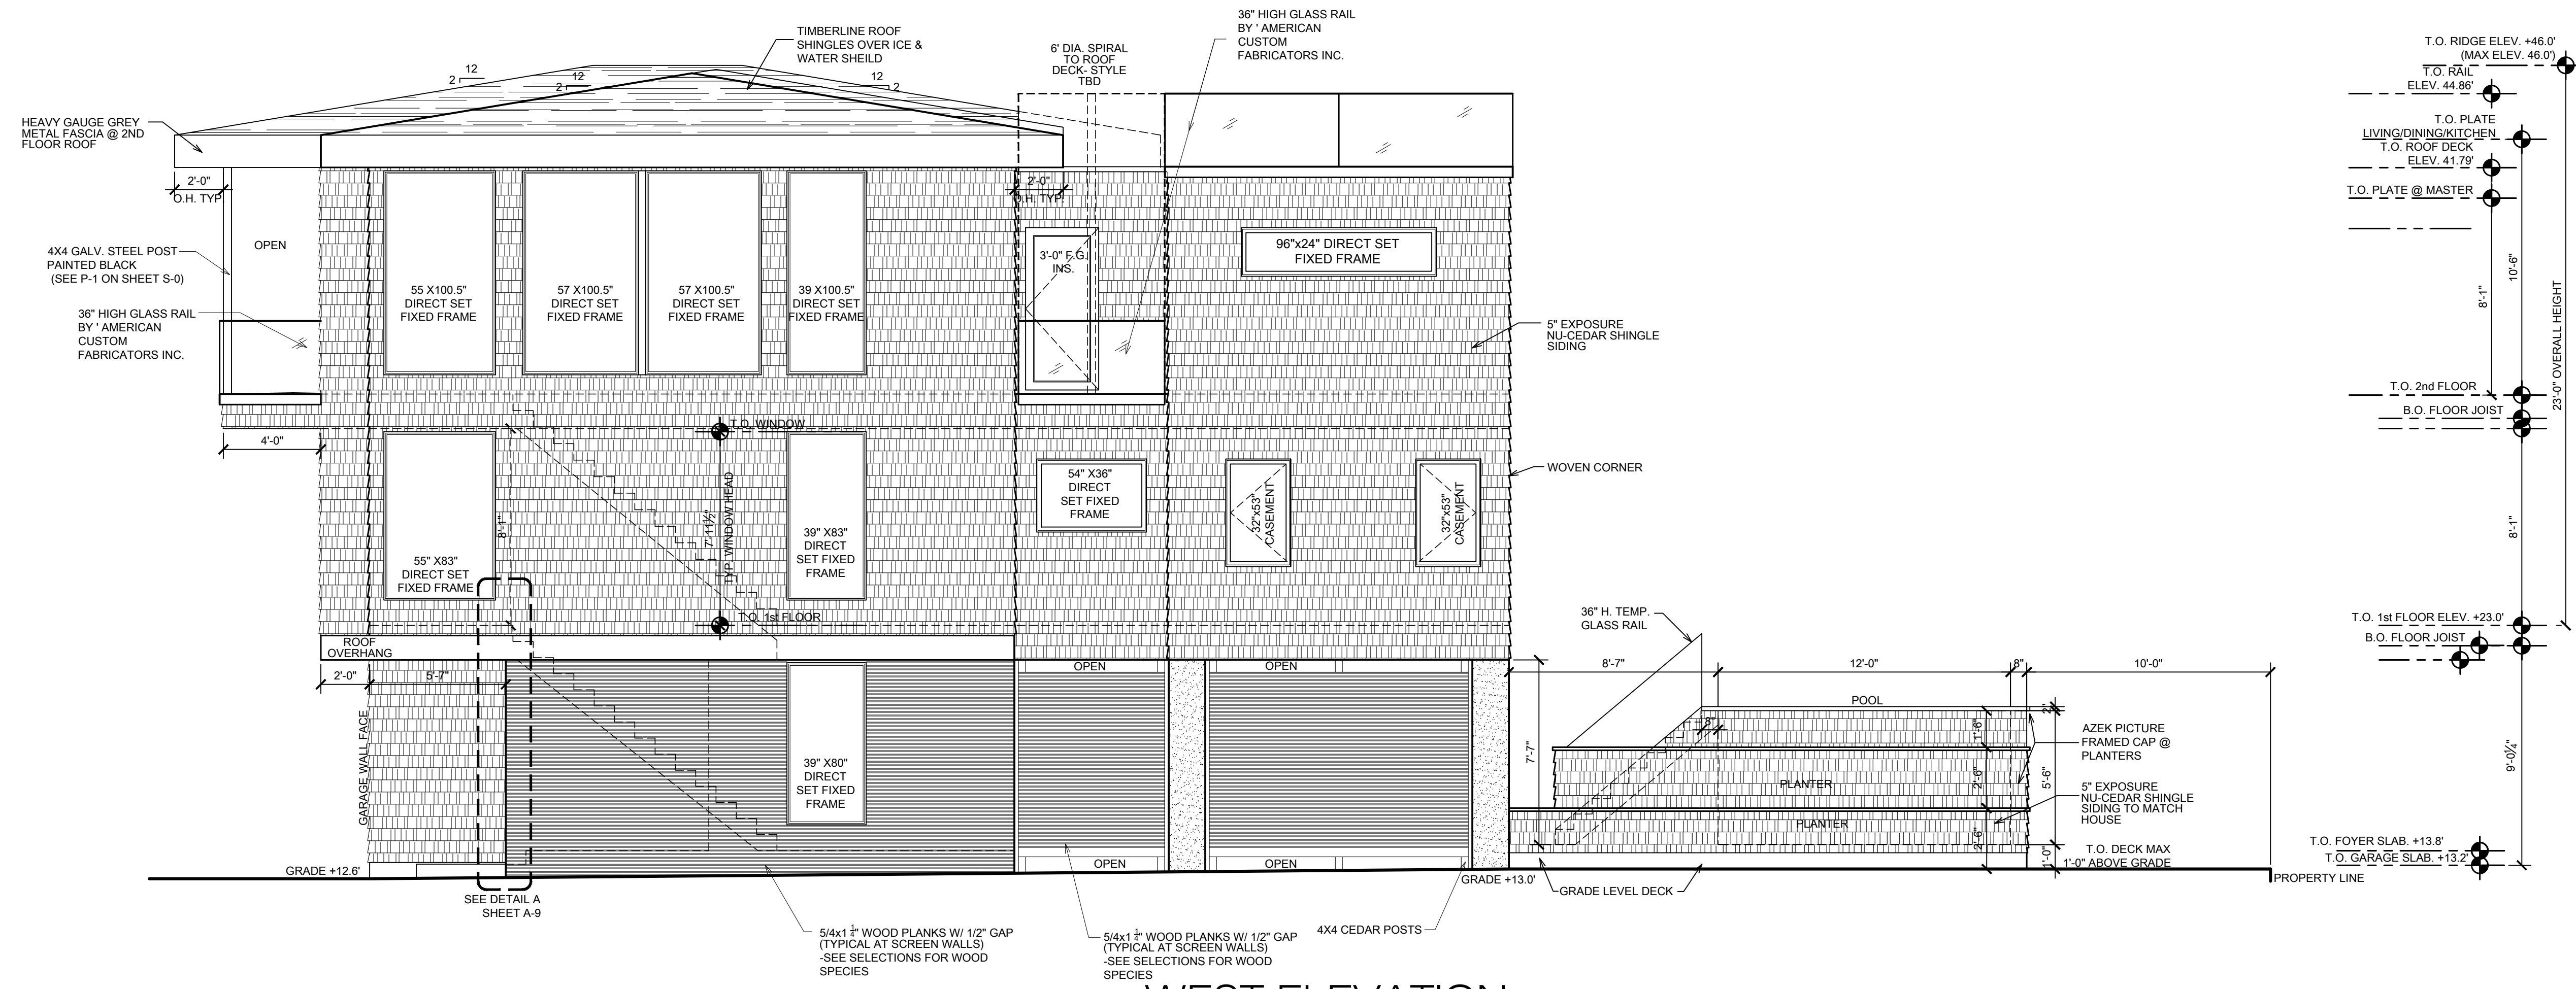 36" HIGH GLASS RAIL
BY ' AMERICAN
CUSTOM
FABRICATORS INC.
TIMBERLINE ROOF
SHINGLES OVER ICE &
WATER SHEILD
6' DIA. SPIRAL
TO ROOF
DECK- STYLE
TBD
T.O. RIDGE ELEV. +46.0'
(MAX ELEV. 46.0')
T.O. RAIL
ELEV. 44.86'
T.O. PLATE
LIVING/DINING/KITCHEN
T.O. ROOF DECK
ELEV. 41.79'
T.O. PLATE @ MASTER
12
2
12
2
12
2
HEAVY GAUGE GREY
METAL FASCIA @ 2ND
FLOOR ROOF
2'-0"
O.H. TYP.
2'-0"
O.H. TYP.
4X4 GALV. STEEL POST
PAINTED BLACK
(SEE P-1 ON SHEET S-0)
OPEN
36" HIGH GLASS RAIL
BY ' AMERICAN
CUSTOM
FABRICATORS INC.
55 X100.5"
DIRECT SET
FIXED FRAME
57 X100.5"
DIRECT SET
FIXED FRAME
57 X100.5"
DIRECT SET
FIXED FRAME
39 X100.5"
DIRECT SET
FIXED FRAME
3'-0" F.G.
INS.
96"x24" DIRECT SET
FIXED FRAME
5" EXPOSURE
NU-CEDAR SHINGLE
SIDING
8'-1"
10'-6"
23'-0" OVERALL HEIGHT
T.O. 2nd FLOOR
B.O. FLOOR JOIST
4'-0"
T.O. WINDOW
7'-11½"
TYP. WINDOW HEAD
8'-1"
T.O. 1st FLOOR
55" X83"
DIRECT SET
FIXED FRAME
39" X83"
DIRECT
SET FIXED
FRAME
54" X36"
DIRECT
SET FIXED
FRAME
32"x53"
CASEMENT
32"x53"
CASEMENT
WOVEN CORNER
8'-1"
36" H. TEMP.
GLASS RAIL
T.O. 1st FLOOR ELEV. +23.0'
B.O. FLOOR JOIST
ROOF
OVERHANG
2'-0"
5'-7"
GARAGE WALL FACE
39" X80"
DIRECT
SET FIXED
FRAME
OPEN
OPEN
8'-7"
12'-0"
8"
10'-0"
7'-7"
POOL
8"
2"
1'-6"
2'-6"
2'-6"
5'-6"
1'-0"
PLANTER
PLANTER
AZEK PICTURE
FRAMED CAP @
PLANTERS
5" EXPOSURE
NU-CEDAR SHINGLE
SIDING TO MATCH
HOUSE
9'-0¼"
T.O. DECK MAX
1'-0" ABOVE GRADE
T.O. FOYER SLAB. +13.8'
T.O. GARAGE SLAB. +13.2'
GRADE +12.6'
OPEN
OPEN
GRADE +13.0'
GRADE LEVEL DECK
PROPERTY LINE
SEE DETAIL A
SHEET A-9
5/4x1 ¼" WOOD PLANKS W/ 1/2" GAP
(TYPICAL AT SCREEN WALLS)
-SEE SELECTIONS FOR WOOD
SPECIES
5/4x1 ¼" WOOD PLANKS W/ 1/2" GAP
(TYPICAL AT SCREEN WALLS)
-SEE SELECTIONS FOR WOOD
SPECIES
4X4 CEDAR POSTS
WEST ELEVATION